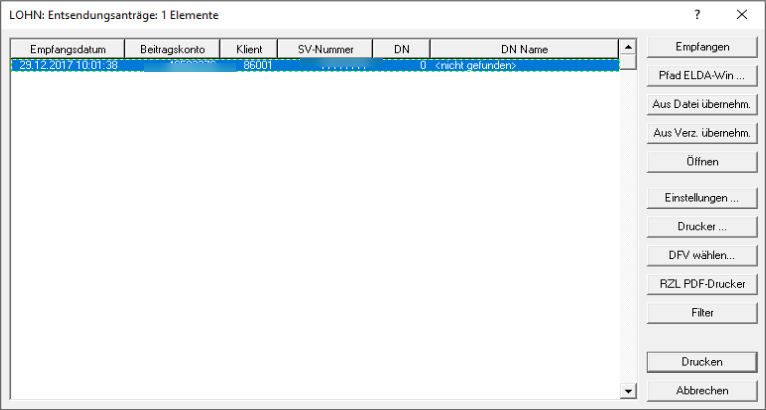 LOHN: Entsendungsanträge: 1 Elemente
Empfangsdatum Beitragskonto Klient SV-Nummer DN DN Name
29.12.2017 10:01:38 86001 0 <nicht gefunden>
Empfangen
Pfad ELDA-Win ...
Aus Datei übernehm.
Aus Verz. übernehm.
Öffnen
Einstellungen ...
Drucker ...
DFV wählen...
RZL PDF-Drucker
Filter
Drucken
Abbrechen